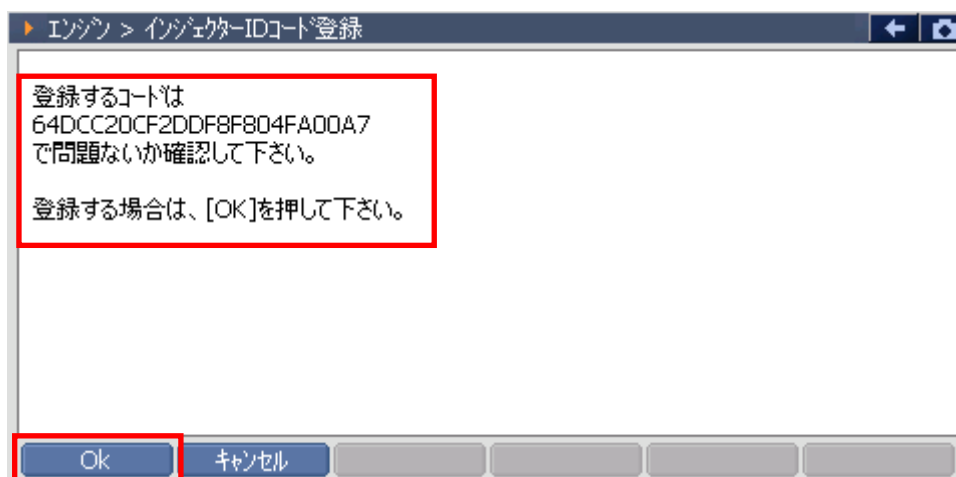 ｴﾝｼﾞﾝ > ｲﾝｼﾞｪｸﾀｰIDｺｰﾄﾞ登録
登録するｺｰﾄﾞは
64DCC20CF2DDF8F804FA00A7
で問題ないか確認して下さい。
登録する場合は、[OK]を押して下さい。
Ok
ｷｬﾝｾﾙ